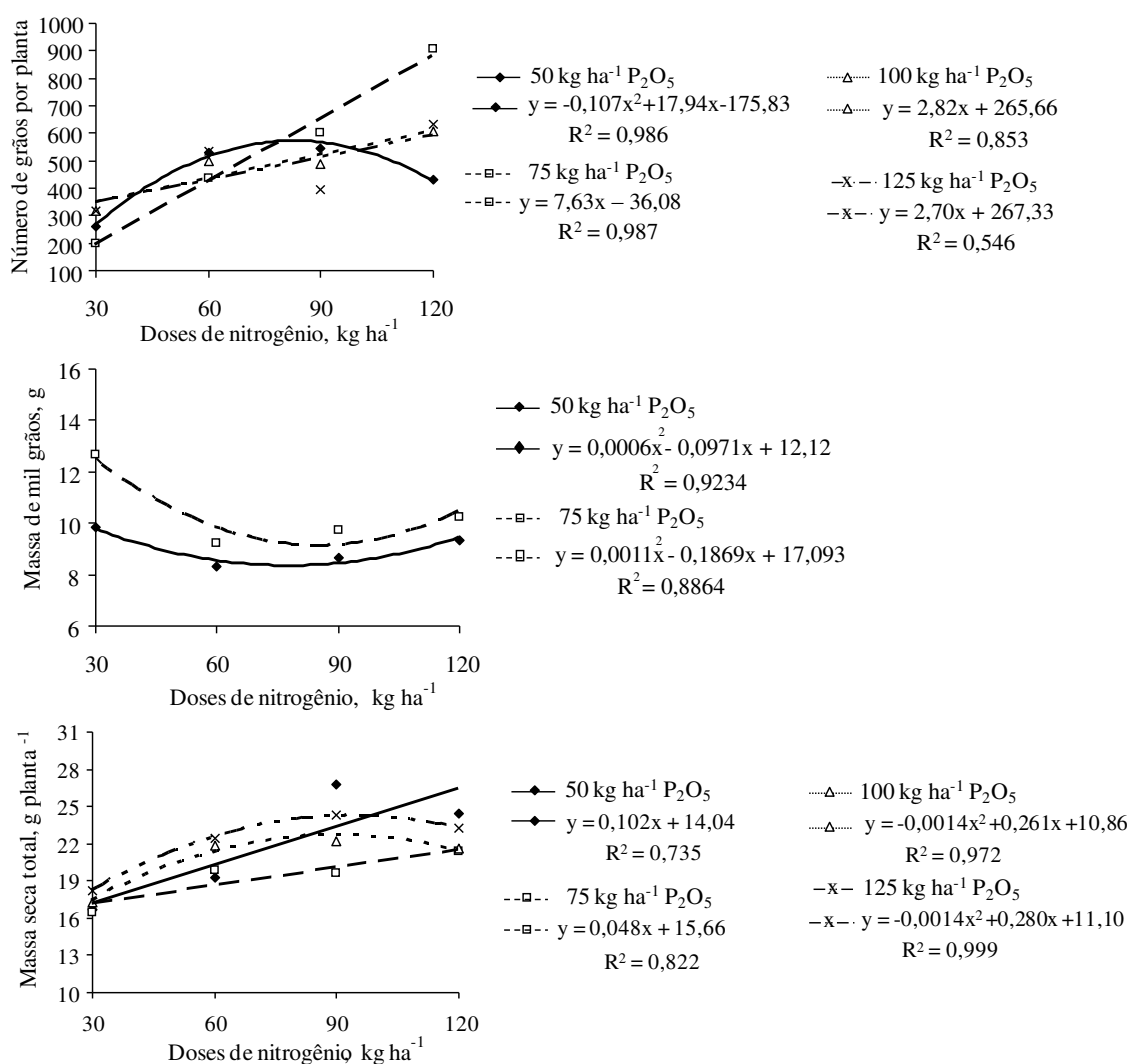 Número de grãos por planta
1000
900
800
700
600
500
400
300
200
100
30 60 90 120
Doses de nitrogênio, kg ha⁻¹
50 kg ha⁻¹ P₂O₅
y = -0,107x²+17,94x-175,83
R² = 0,986
75 kg ha⁻¹ P₂O₅
y = 7,63x – 36,08
R² = 0,987
100 kg ha⁻¹ P₂O₅
y = 2,82x + 265,66
R² = 0,853
125 kg ha⁻¹ P₂O₅
y = 2,70x + 267,33
R² = 0,546
Massa de mil grãos, g
16
14
12
10
8
6
30 60 90 120
Doses de nitrogênio, kg ha⁻¹
50 kg ha⁻¹ P₂O₅
y = 0,0006x² - 0,0971x + 12,12
R² = 0,9234
75 kg ha⁻¹ P₂O₅
y = 0,0011x² - 0,1869x + 17,093
R² = 0,8864
Massa seca total, g planta ⁻¹
31
28
25
22
19
16
13
10
30 60 90 120
Doses de nitrogênio, kg ha⁻¹
50 kg ha⁻¹ P₂O₅
y=0,102x + 14,04
R² = 0,735
75 kg ha⁻¹ P₂O₅
y = 0,048x + 15,66
R² = 0,822
100 kg ha⁻¹ P₂O₅
y = -0,0014x²+0,261x+10,86
R² = 0,972
125 kg ha⁻¹ P₂O₅
y = -0,0014x²+0,280x+11,10
R² = 0,999